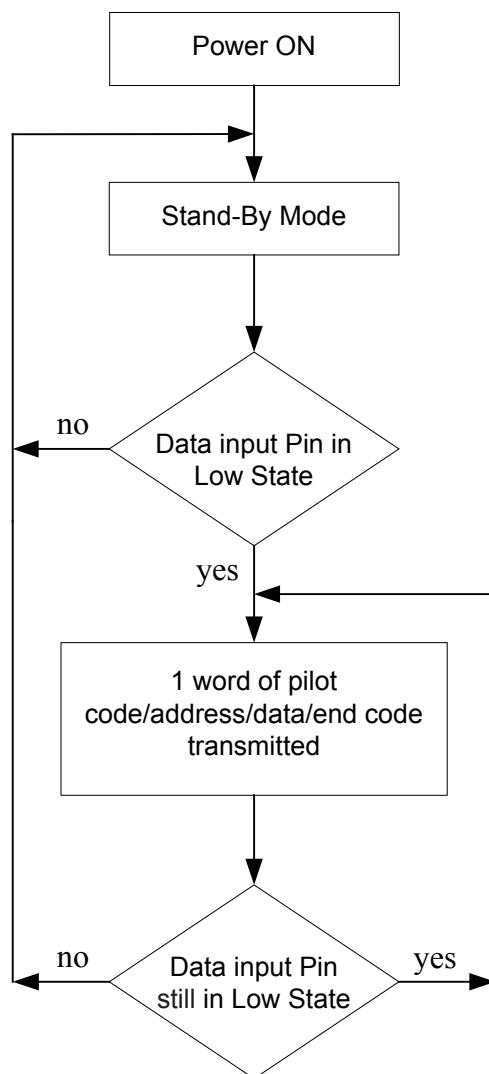 Power ON
Stand-By Mode
no
Data input Pin in
Low State
yes
1 word of pilot
code/address/data/end code
transmitted
no
Data input Pin
still in Low State
yes